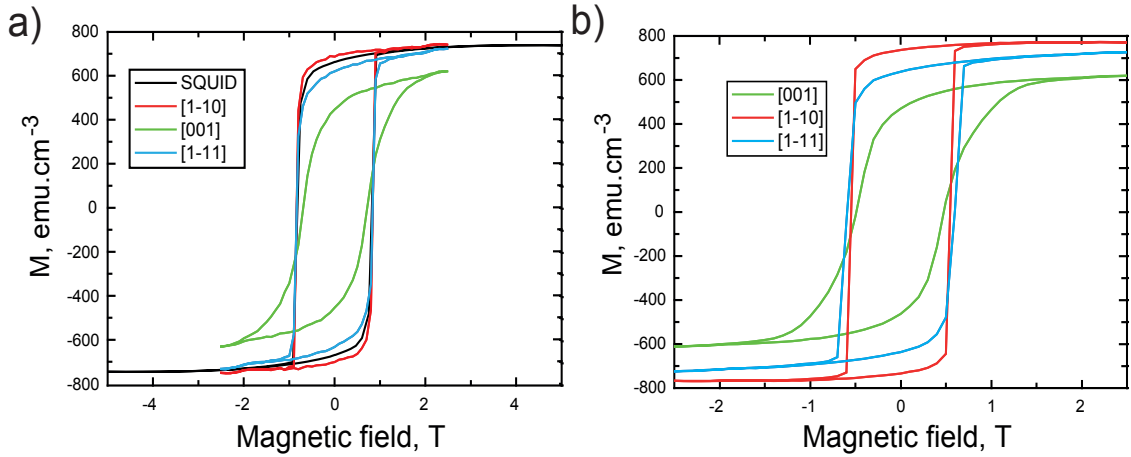 a)
800
600
400
200
0
-200
-400
-600
-800
M, emu.cm-3
SQUID
[1-10]
[001]
[1-11]
-4 -2 0 2 4
Magnetic field, T
b)
800
600
400
200
0
-200
-400
-600
-800
M, emu.cm-3
[001]
[1-10]
[1-11]
-2 -1 0 1 2
Magnetic field, T